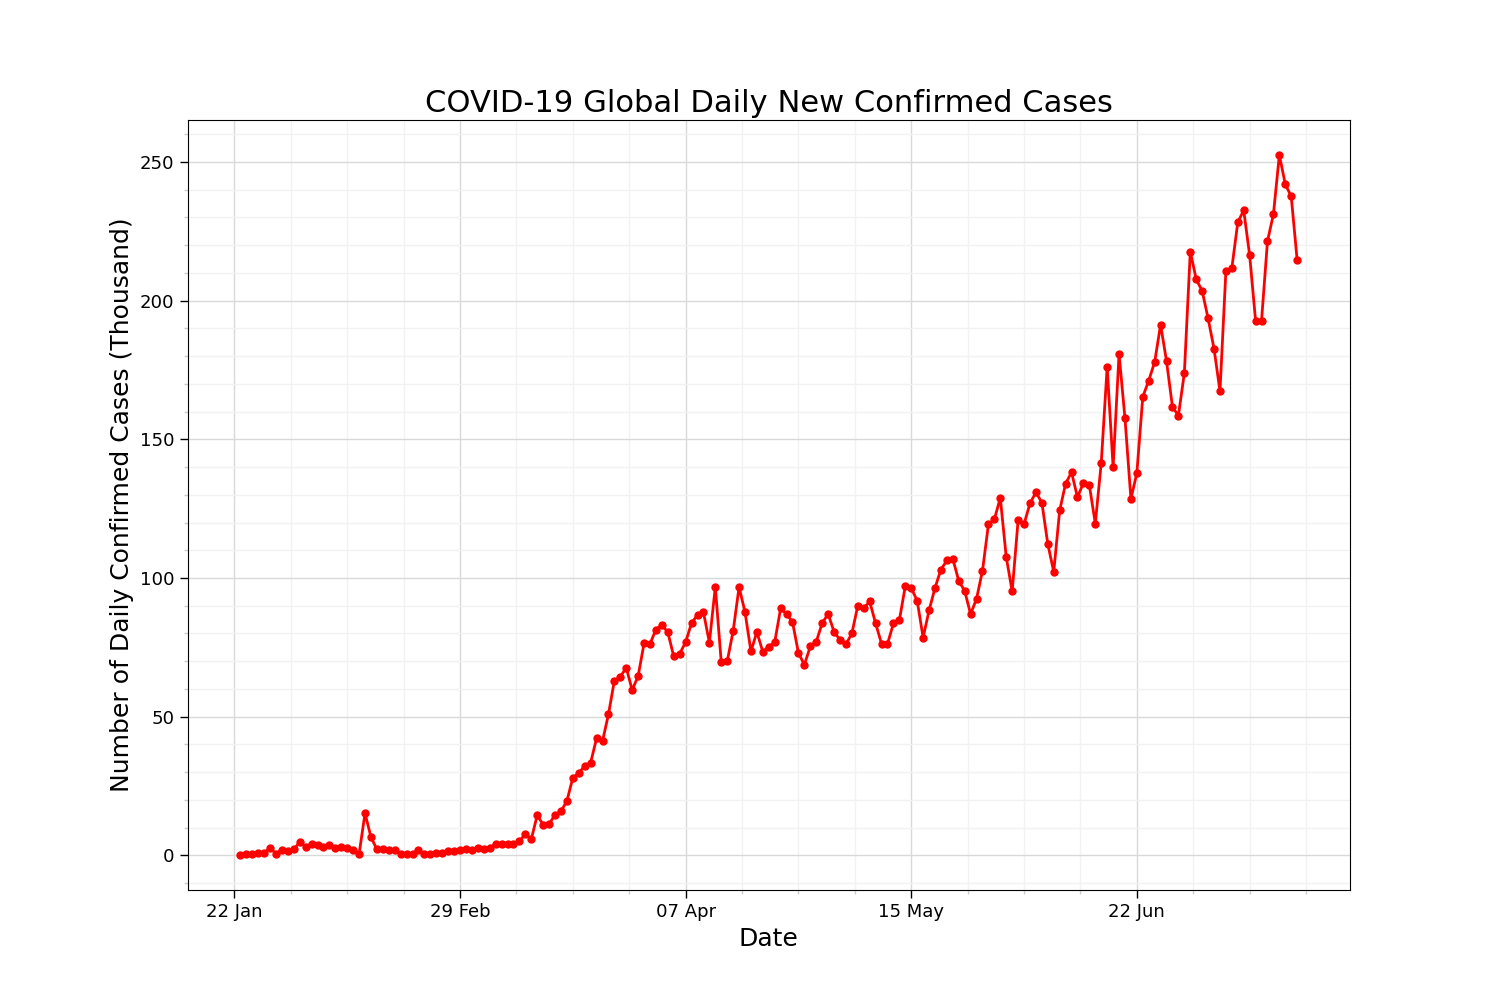 COVID-19 Global Daily New Confirmed Cases
Number of Daily Confirmed Cases (Thousand)
250
200
150
100
50
0
22 Jan
29 Feb
07 Apr
15 May
22 Jun
Date